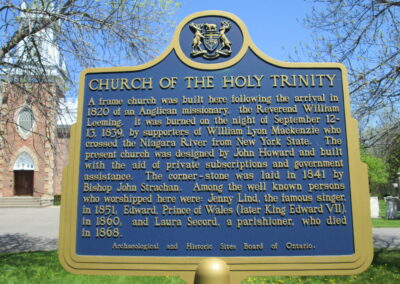 CHURCH OF THE HOLY TRINITY
A frame church was built here following the arrival in
1820 of an Anglican missionary, the Reverend William
Leeming. It was burned on the night of September 12-
13, 1839, by supporters of William Lyon Mackenzie who
crossed the Niagara River from New York State. The
present church was designed by John Howard and built
with the aid of private subscriptions and government
assistance. The corner-stone was laid in 1841 by
Bishop John Strachan. Among the well known persons
who worshipped here were: Jenny Lind, the famous singer,
in 1851, Edward, Prince of Wales (later King Edward VII),
in 1860, and Laura Secord, a parishioner, who died
in 1868.
Archaeological and Historic Sites Board of Ontario.